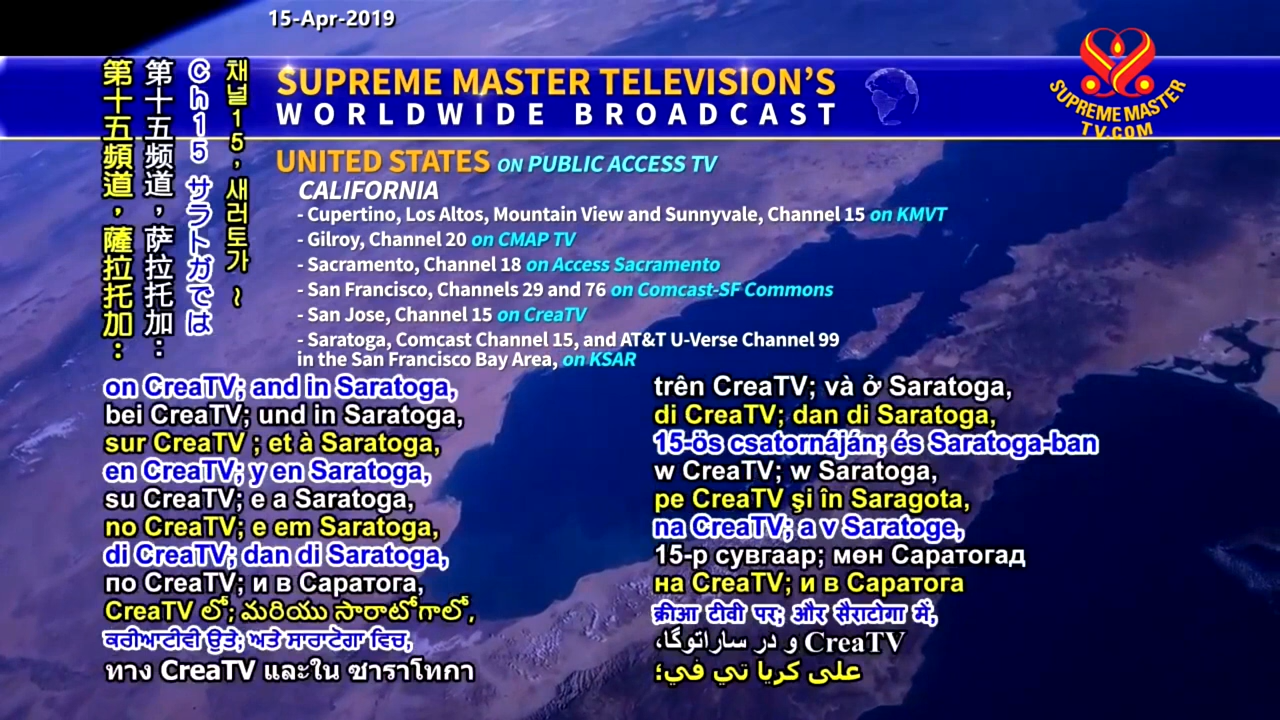 15-Apr-2019
SUPREME MASTER TELEVISION'S
WORLDWIDE BROADCAST
SUPREME MASTER
TV.COM
UNITED STATES ON PUBLIC ACCESS TV
CALIFORNIA
- Cupertino, Los Altos, Mountain View and Sunnyvale, Channel 15 on KMVT
- Gilroy, Channel 20 on CMAP TV
- Sacramento, Channel 18 on Access Sacramento
- San Francisco, Channels 29 and 76 on Comcast-SF Commons
- San Jose, Channel 15 on CreaTV
- Saratoga, Comcast Channel 15, and AT&T U-Verse Channel 99
in the San Francisco Bay Area, on KSAR
채널15, 새러토가 ~
Ch15 サラトガでは
第十五频道，萨拉托加：
第十五頻道，薩拉托加：
on CreaTV; and in Saratoga,
bei CreaTV; und in Saratoga,
sur CreaTV ; et à Saratoga,
en CreaTV; y en Saratoga,
su CreaTV; e a Saratoga,
no CreaTV; e em Saratoga,
di CreaTV; dan di Saratoga,
по CreaTV; и в Саратога,
CreaTV లో; మరియు సారాటోగాలో,
ਕਰੀਆਟੀਵੀ ਉਤੇ; ਅਤੇ ਸਾਰਾਟੋਗਾ ਵਿਚ,
ทาง CreaTV และใน ซาราโทกา
trên CreaTV; và ở Saratoga,
di CreaTV; dan di Saratoga,
15-ös csatornáján; és Saratoga-ban
w CreaTV; w Saratoga,
pe CreaTV şi în Saragota,
na CreaTV; a v Saratoge,
15-р сувгаар; мөн Саратогад
на CreaTV; и в Саратога
क्रीआ टीवी पर; और सैराटोगा में,
CreaTV و در ساراتوگا،
على كريا تي في؛